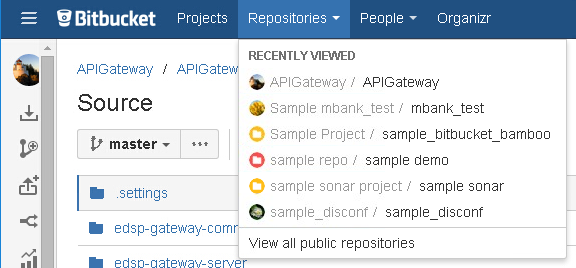 Bitbucket Projects Repositories People Organizr
RECENTLY VIEWED
APIGateway / APIGatew
APIGateway / APIGateway
Source
Sample mbank_test / mbank_test
Sample Project / sample_bitbucket_bamboo
master ...
sample repo / sample demo
sample sonar project / sample sonar
.settings
sample_disconf / sample_disconf
edsp-gateway-comr
View all public repositories
edsp-gateway-server